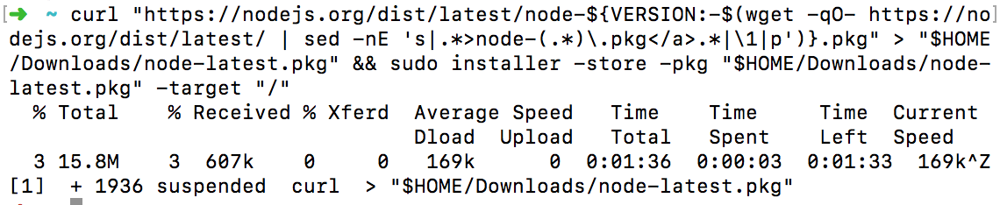 [➜ ~ curl "https://nodejs.org/dist/latest/node-${VERSION:-$(wget -qO- https://no]
dejs.org/dist/latest/ | sed -nE 's|.*>node-(.*)\.pkg</a>.*|\1|p')}.pkg" > "$HOME
/Downloads/node-latest.pkg" && sudo installer -store -pkg "$HOME/Downloads/node-
latest.pkg" -target "/"
% Total % Received % Xferd Average Speed Time Time Time Current
Dload Upload Total Spent Left Speed
3 15.8M 3 607k 0 0 169k 0 0:01:36 0:00:03 0:01:33 169k^Z
[1] + 1936 suspended curl > "$HOME/Downloads/node-latest.pkg"